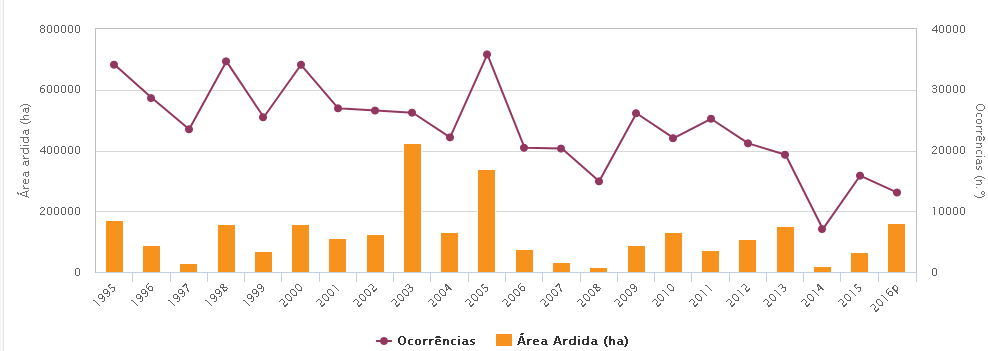 800000
600000
400000
200000
0
Área ardida (ha)
40000
30000
20000
10000
0
Ocorrências (n.º)
1995 1996 1997 1998 1999 2000 2001 2002 2003 2004 2005 2006 2007 2008 2009 2010 2011 2012 2013 2014 2015 2016p
Ocorrências Área Ardida (ha)